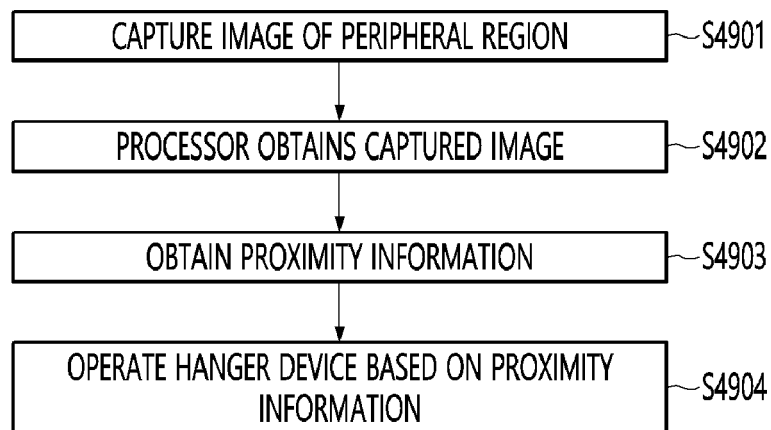 CAPTURE IMAGE OF PERIPHERAL REGION
S4901
PROCESSOR OBTAINS CAPTURED IMAGE
S4902
OBTAIN PROXIMITY INFORMATION
S4903
OPERATE HANGER DEVICE BASED ON PROXIMITY
INFORMATION
S4904